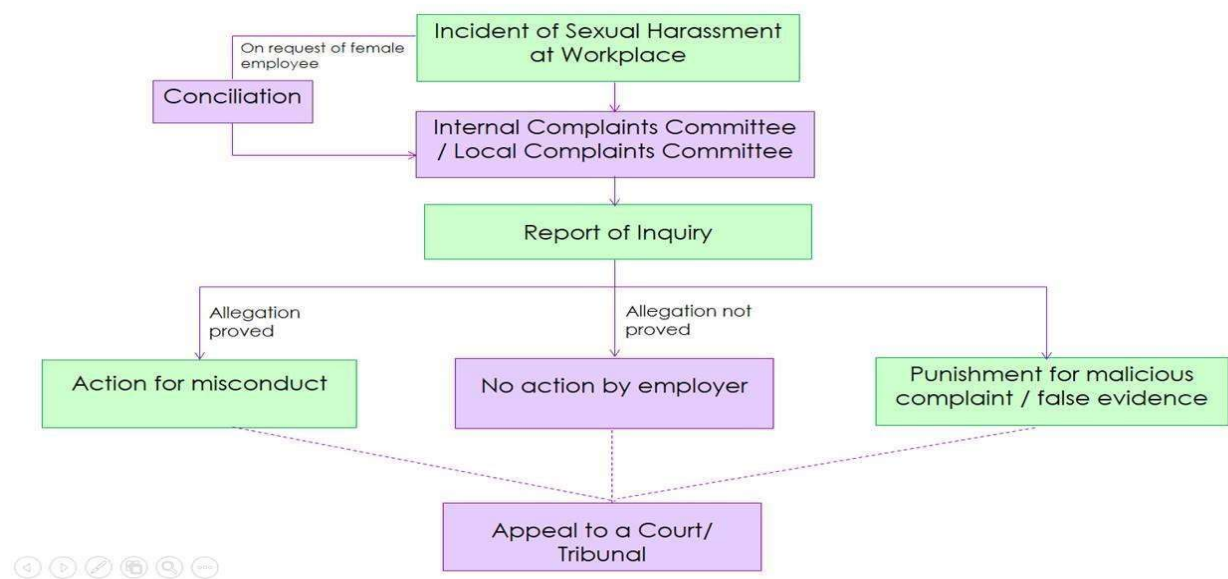 Incident of Sexual Harassment
at Workplace
On request of female
employee
Conciliation
Internal Complaints Committee
/ Local Complaints Committee
Report of Inquiry
Allegation
proved
Allegation not
proved
Action for misconduct
No action by employer
Punishment for malicious
complaint / false evidence
Appeal to a Court/
Tribunal